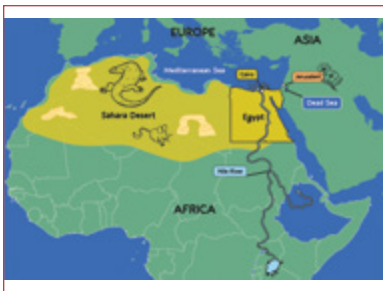 EUROPE
ASIA
Mediterranean Sea
Cairo
Jerusalem
Dead Sea
Sahara Desert
Egypt
Nile River
AFRICA